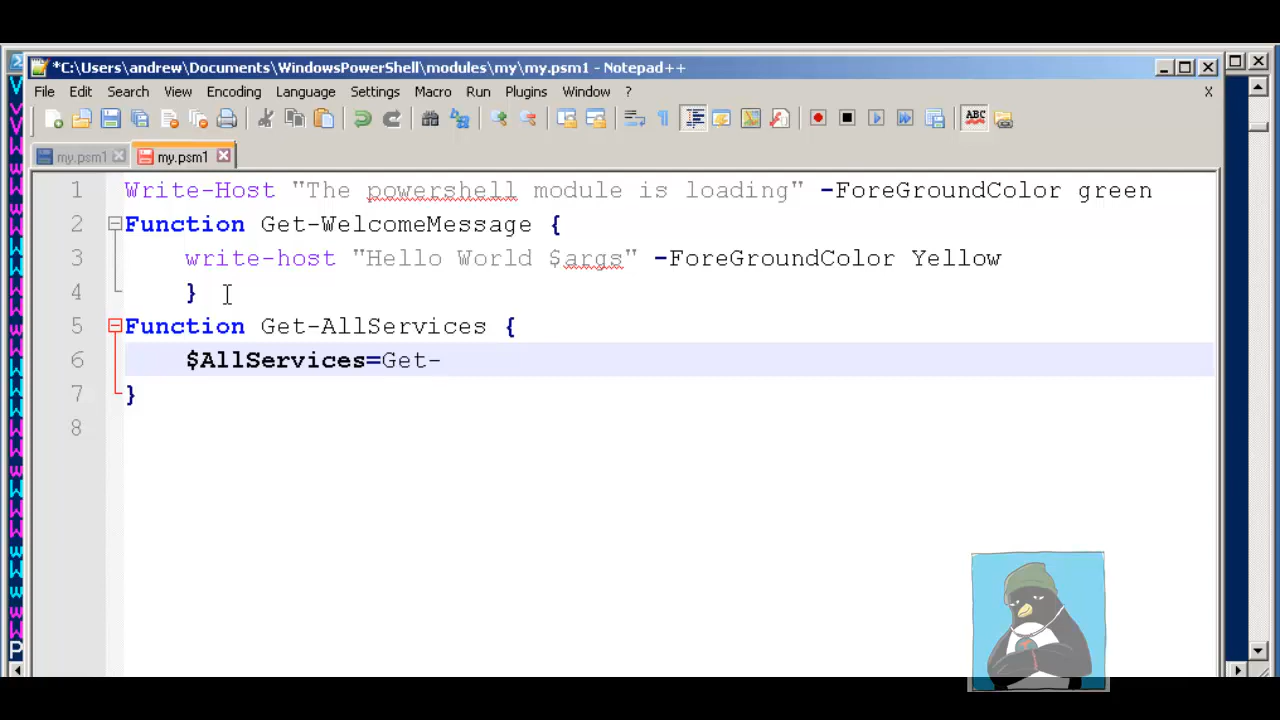 *C:\Users\andrew\Documents\WindowsPowerShell\modules\my\my.psm1 - Notepad++
File Edit Search View Encoding Language Settings Macro Run Plugins Window ? X
ABC
my.psm1 my.psm1
1 Write-Host "The powershell module is loading" -ForeGroundColor green
2 Function Get-WelcomeMessage {
3 write-host "Hello World $args" -ForeGroundColor Yellow
4 }
5 Function Get-AllServices {
6 $AllServices=Get-
7 }
8